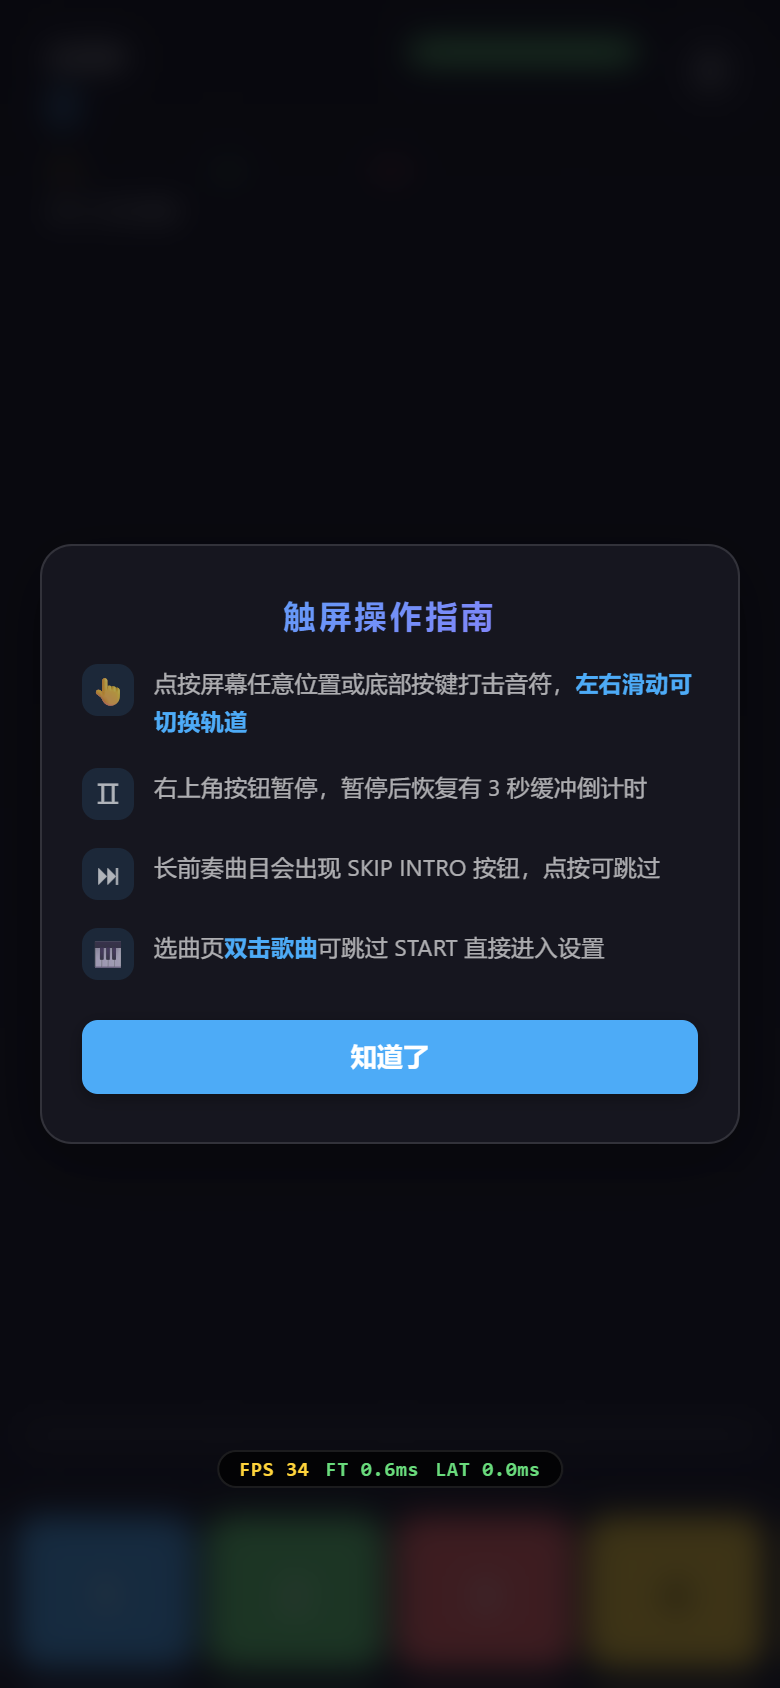 触屏操作指南
点按屏幕任意位置或底部按键打击音符，左右滑动可
切换轨道
右上角按钮暂停，暂停后恢复有 3 秒缓冲倒计时
长前奏曲目会出现 SKIP INTRO 按钮，点按可跳过
选曲页双击歌曲可跳过 START 直接进入设置
知道了
FPS 34 FT 0.6ms LAT 0.0ms